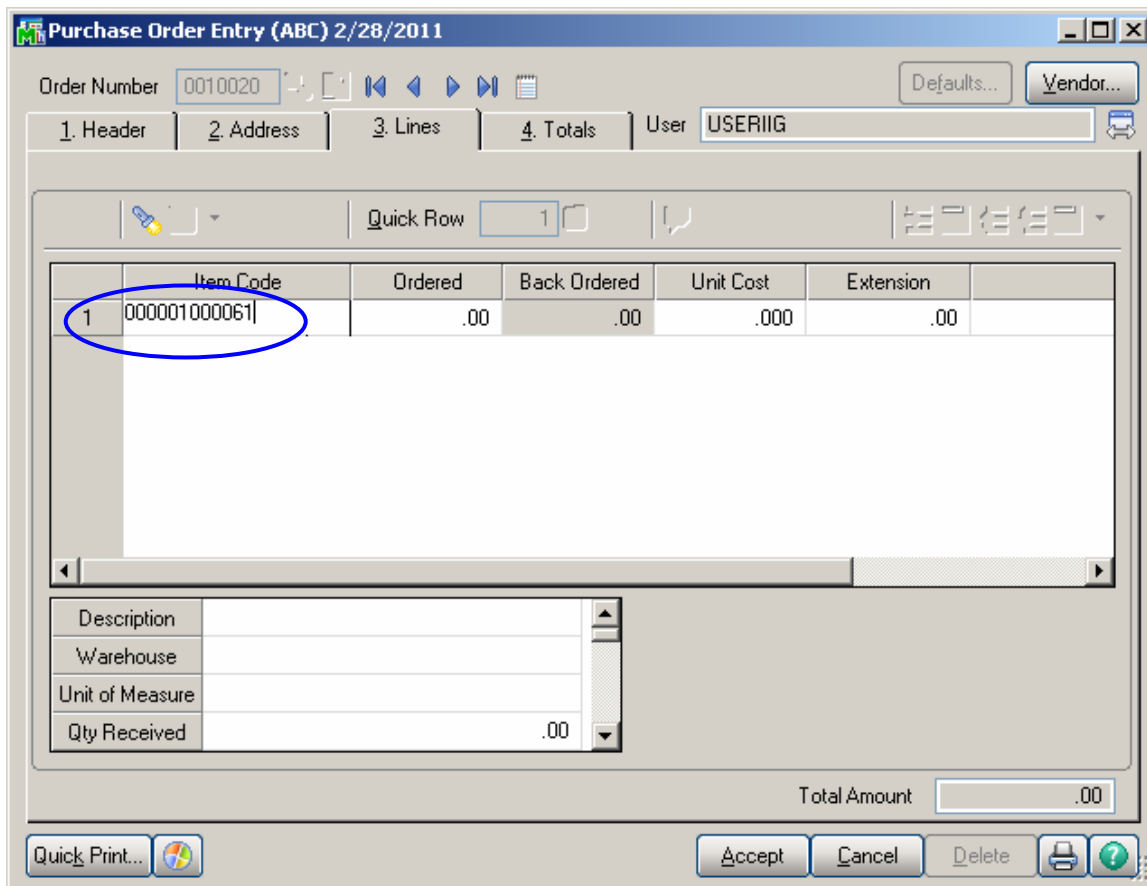 Purchase Order Entry (ABC) 2/28/2011
Order Number 0010020 Defaults... Vendor...
1. Header 2. Address 3. Lines 4. Totals User USERIIG
Quick Row 1
Item Code Ordered Back Ordered Unit Cost Extension
1 000001000061 .00 .00 .000 .00
Description
Warehouse
Unit of Measure
Qty Received .00
Total Amount .00
Quick Print... Accept Cancel Delete ?